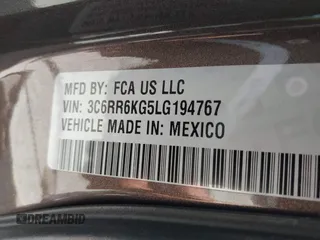 MFD BY: FCA US LLC
VIN: 3C6RR6KG5LG194767
VEHICLE MADE IN: MEXICO
DREAMBID